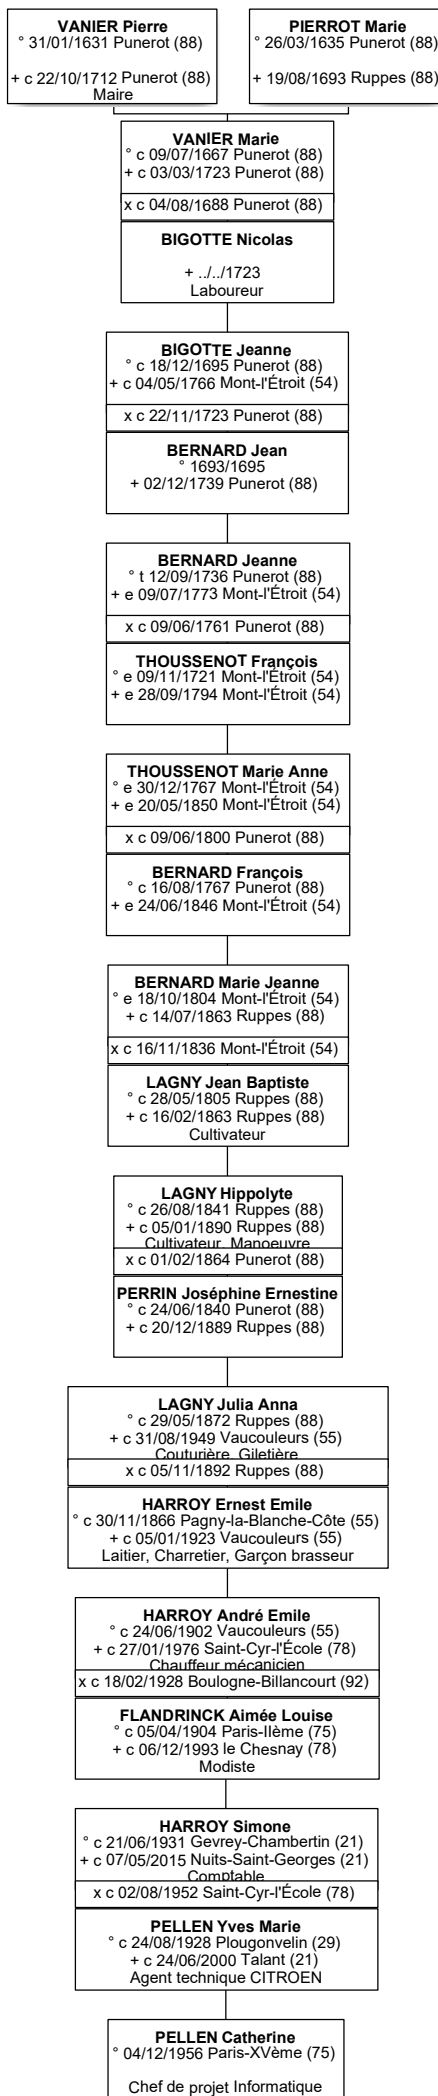 VANIER Pierre
° 31/01/1631 Punerot (88)
+ c 22/10/1712 Punerot (88)
Maire
PIERROT Marie
° 26/03/1635 Punerot (88)
+ 19/08/1693 Ruppes (88)
VANIER Marie
° c 09/07/1667 Punerot (88)
+ c 03/03/1723 Punerot (88)
x c 04/08/1688 Punerot (88)
BIGOTTE Nicolas
+ ../../1723
Laboureur
BIGOTTE Jeanne
° c 18/12/1695 Punerot (88)
+ c 04/05/1766 Mont-l'Étroit (54)
x c 22/11/1723 Punerot (88)
BERNARD Jean
° 1693/1695
+ 02/12/1739 Punerot (88)
BERNARD Jeanne
° t 12/09/1736 Punerot (88)
+ e 09/07/1773 Mont-l'Étroit (54)
x c 09/06/1761 Punerot (88)
THOUSSENOT François
° e 09/11/1721 Mont-l'Étroit (54)
+ e 28/09/1794 Mont-l'Étroit (54)
THOUSSENOT Marie Anne
° e 30/12/1767 Mont-l'Étroit (54)
+ e 20/05/1850 Mont-l'Étroit (54)
x c 09/06/1800 Punerot (88)
BERNARD François
° c 16/08/1767 Punerot (88)
+ e 24/06/1846 Mont-l'Étroit (54)
BERNARD Marie Jeanne
° e 18/10/1804 Mont-l'Étroit (54)
+ c 14/07/1863 Ruppes (88)
x c 16/11/1836 Mont-l'Étroit (54)
LAGNY Jean Baptiste
° c 28/05/1805 Ruppes (88)
+ c 16/02/1863 Ruppes (88)
Cultivateur
LAGNY Hippolyte
° c 26/08/1841 Ruppes (88)
+ c 05/01/1890 Ruppes (88)
Cultivateur, Manoeuvre
x c 01/02/1864 Punerot (88)
PERRIN Joséphine Ernestine
° c 24/06/1840 Punerot (88)
+ c 20/12/1889 Ruppes (88)
LAGNY Julia Anna
° c 29/05/1872 Ruppes (88)
+ c 31/08/1949 Vaucouleurs (55)
Couturière, Giletière
x c 05/11/1892 Ruppes (88)
HARROY Ernest Emile
° c 30/11/1866 Pagny-la-Blanche-Côte (55)
+ c 05/01/1923 Vaucouleurs (55)
Laitier, Charretier, Garçon brasseur
HARROY André Emile
° c 24/06/1902 Vaucouleurs (55)
+ c 27/01/1976 Saint-Cyr-l'École (78)
Chauffeur mécanicien
x c 18/02/1928 Boulogne-Billancourt (92)
FLANDRINCK Aimée Louise
° c 05/04/1904 Paris-IIème (75)
+ c 06/12/1993 le Chesnay (78)
Modiste
HARROY Simone
° c 21/06/1931 Gevrey-Chambertin (21)
+ c 07/05/2015 Nuits-Saint-Georges (21)
Comptable
x c 02/08/1952 Saint-Cyr-l'École (78)
PELLEN Yves Marie
° c 24/08/1928 Plougonvelin (29)
+ c 24/06/2000 Talant (21)
Agent technique CITROEN
PELLEN Catherine
° 04/12/1956 Paris-XVème (75)
Chef de projet Informatique